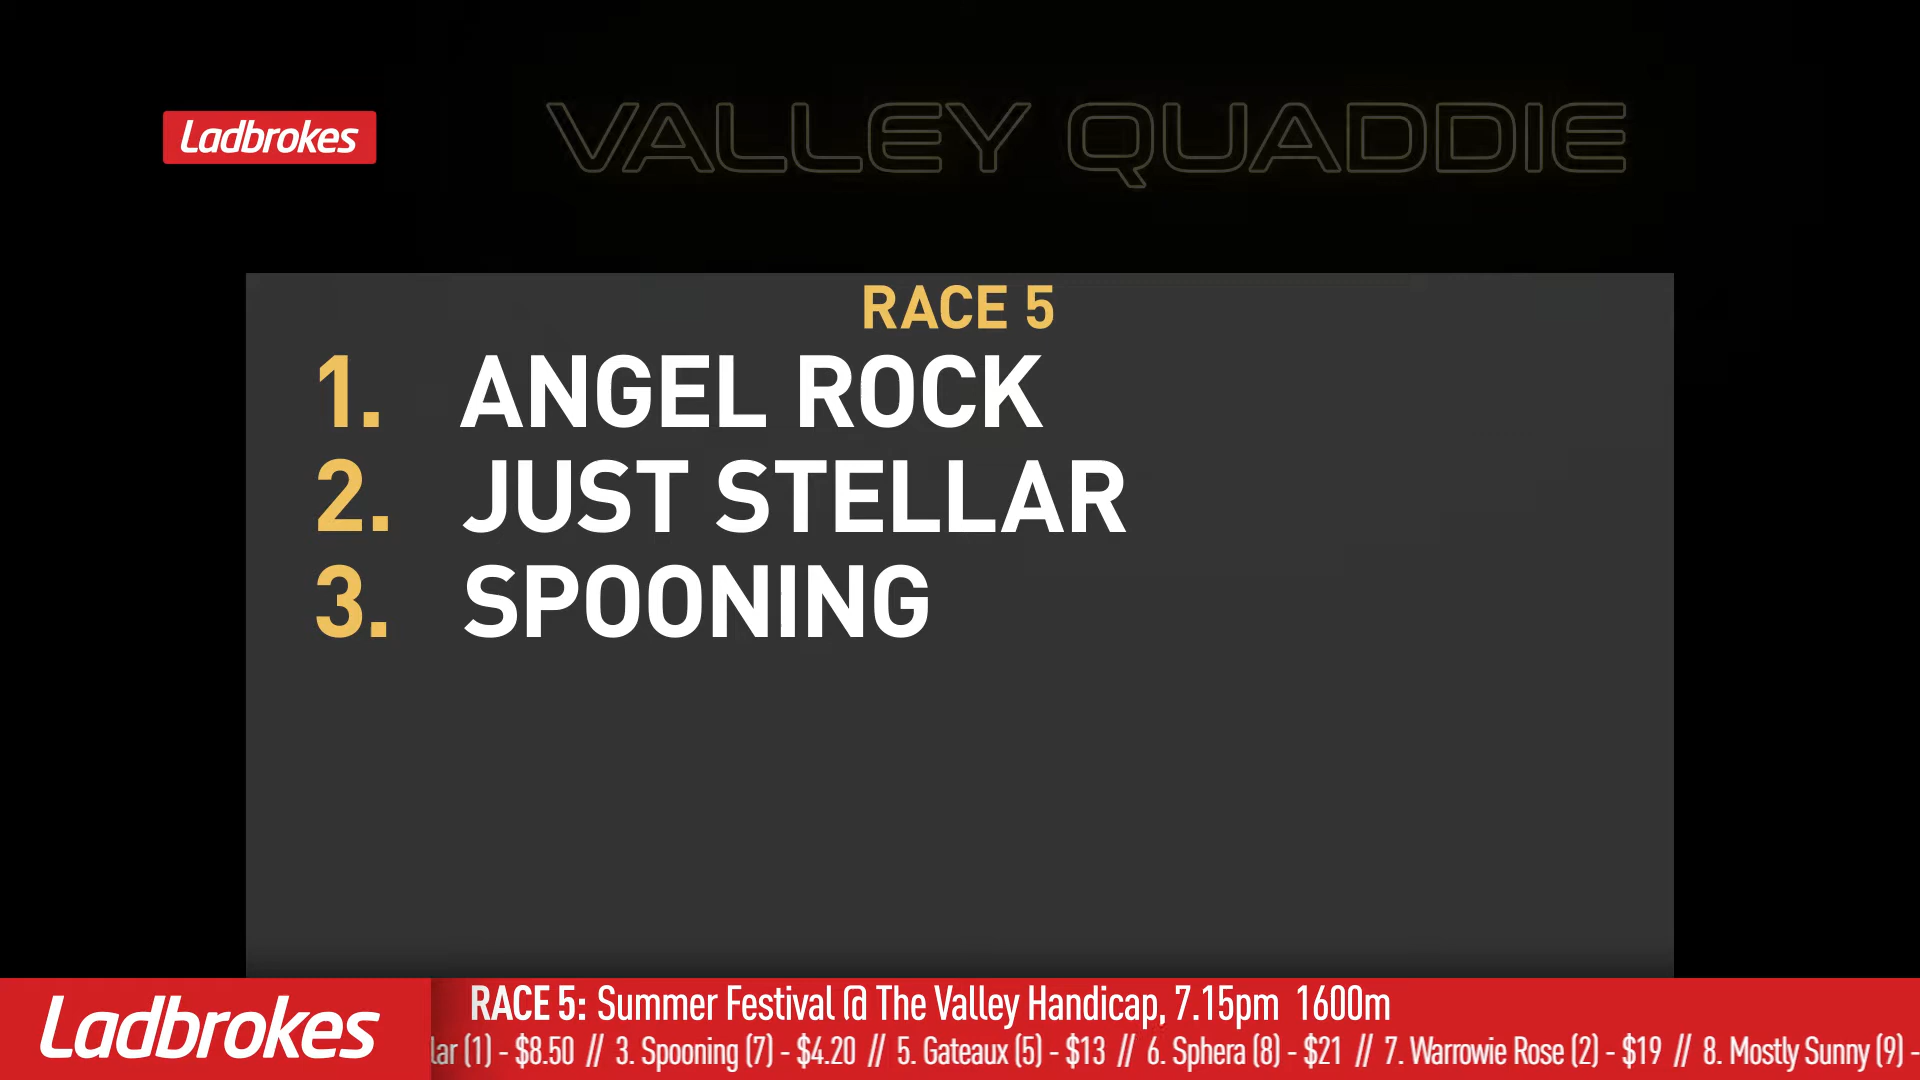 Ladbrokes
VALLEY QUADDIE
RACE 5
1. ANGEL ROCK
2. JUST STELLAR
3. SPOONING
Ladbrokes
RACE 5: Summer Festival @ The Valley Handicap, 7.15pm 1600m
lar (1) - $8.50 // 3. Spooning (7) - $4.20 // 5. Gateaux (5) - $13 // 6. Sphera (8) - $21 // 7. Warrowie Rose (2) - $19 // 8. Mostly Sunny (9) -